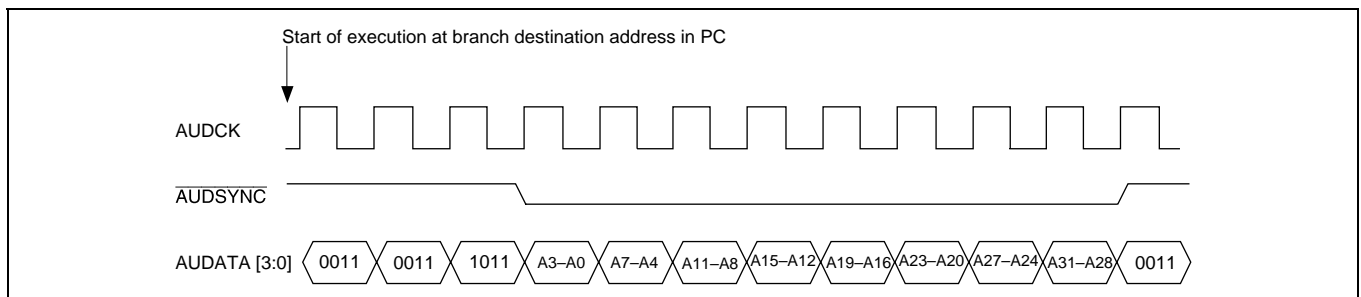 Start of execution at branch destination address in PC
AUDCK
AUDSYNC
AUDATA [3:0] 0011 0011 1011 A3–A0 A7–A4 A11–A8 A15–A12 A19–A16 A23–A20 A27–A24 A31–A28 0011